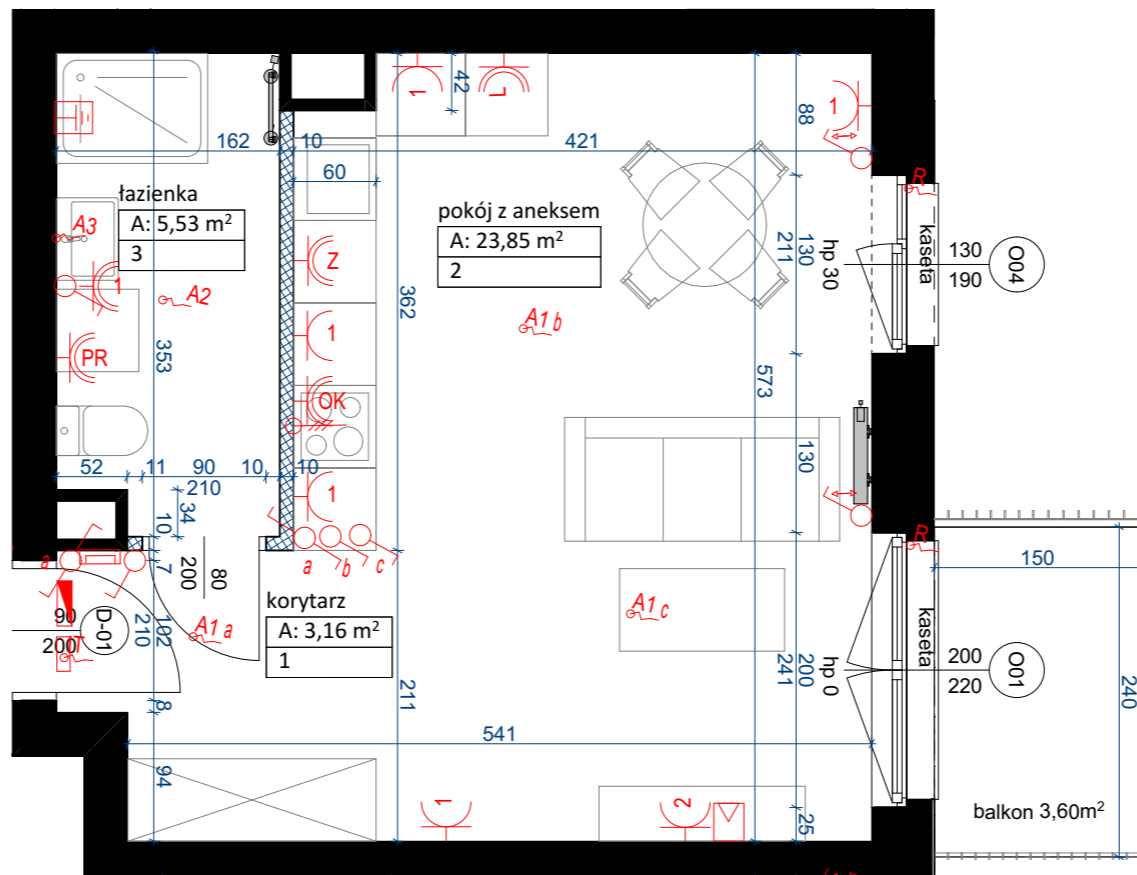 1
L
42
88
1
162
10
421
60
R
łazienka
A: 5,53 m²
3
pokój z aneksem
A: 23,85 m²
2
A3
1
A2
Z
130
211
hp 30
kaseta
130
190
O04
A1 b
353
362
1
PR
OK
573
130
52
11
90
210
10
10
1
34
10
7
R
a
a
b
c
80
200
150
korytarz
A: 3,16 m²
1
A1 a
A1 c
90
200
D-01
102
210
T
200
241
hp 0
kaseta
200
220
O01
211
240
8
541
94
1
2
25
balkon 3,60m²